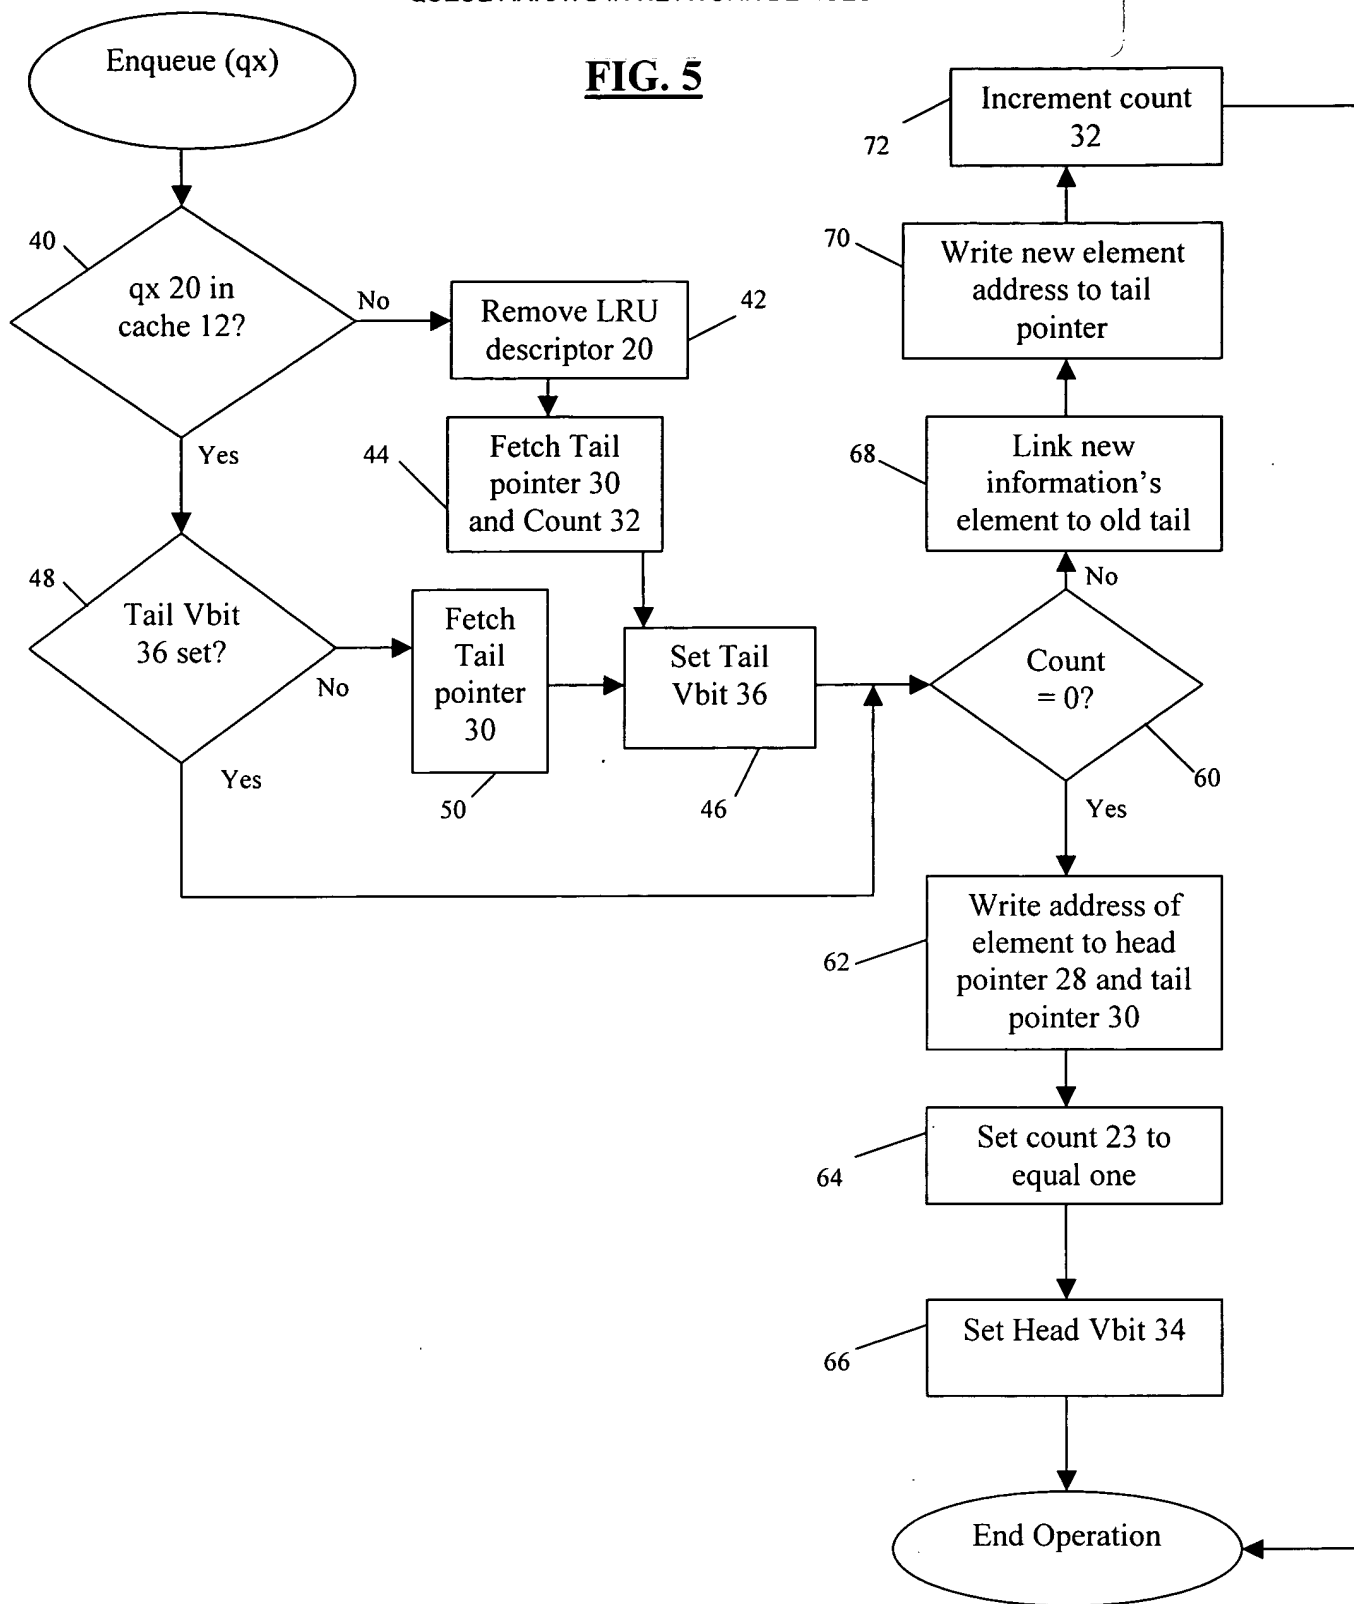 FIG. 5
Enqueue (qx)
40
qx 20 in
cache 12?
No
Yes
Remove LRU
descriptor 20
42
44
Fetch Tail
pointer 30
and Count 32
48
Tail Vbit
36 set?
No
Yes
Fetch
Tail
pointer
30
50
Set Tail
Vbit 36
46
Increment count
32
72
70
Write new element
address to tail
pointer
68
Link new
information's
element to old tail
No
Count
= 0?
60
Yes
62
Write address of
element to head
pointer 28 and tail
pointer 30
Set count 23 to
equal one
64
Set Head Vbit 34
66
End Operation